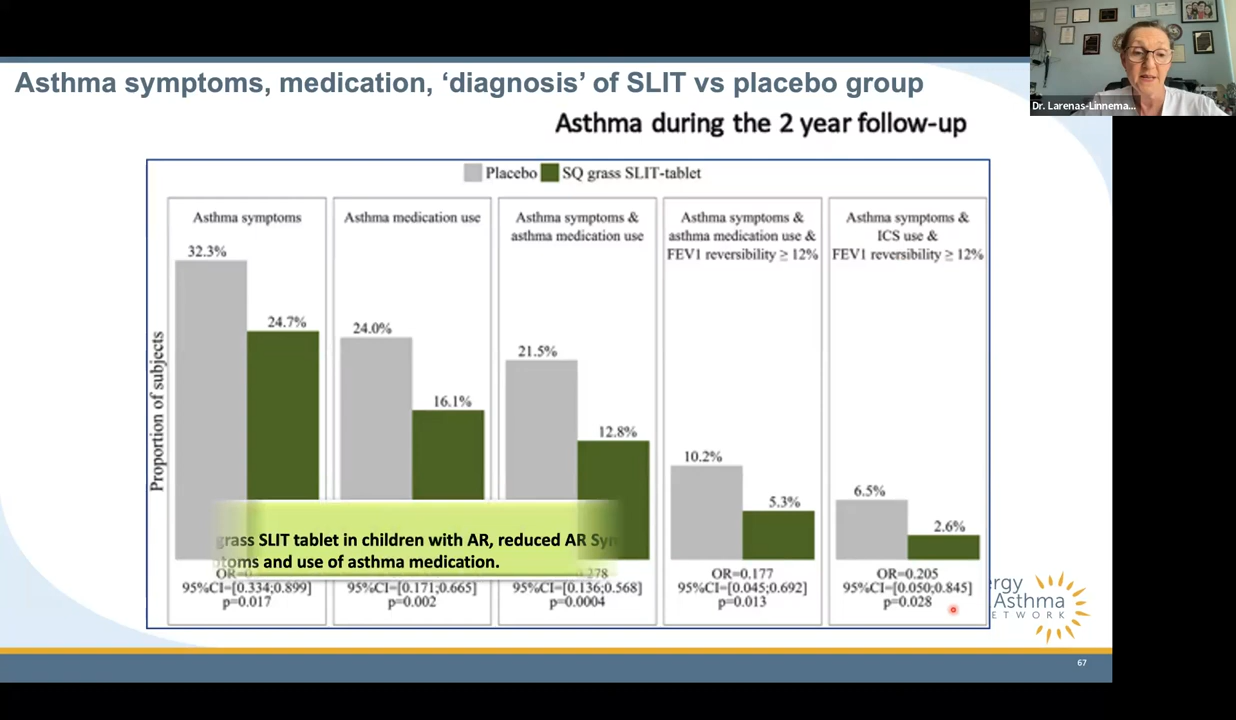 Dr. Larenas-Linnema...
Asthma symptoms, medication, ‘diagnosis’ of SLIT vs placebo group
Asthma during the 2 year follow-up
Placebo SQ grass SLIT-tablet
Proportion of subjects
Asthma symptoms
32.3%
24.7%
95%CI=[0.334;0.899]
p=0.017
Asthma medication use
24.0%
16.1%
95%CI=[0.171;0.665]
p=0.002
Asthma symptoms &
asthma medication use
21.5%
12.8%
95%CI=[0.136;0.568]
p=0.0004
Asthma symptoms &
asthma medication use &
FEV1 reversibility ≥ 12%
10.2%
5.3%
OR=0.177
95%CI=[0.045;0.692]
p=0.013
Asthma symptoms &
ICS use &
FEV1 reversibility ≥ 12%
6.5%
2.6%
OR=0.205
95%CI=[0.050;0.845]
p=0.028
grass SLIT tablet in children with AR, reduced AR
and use of asthma medication.
Asthma
67